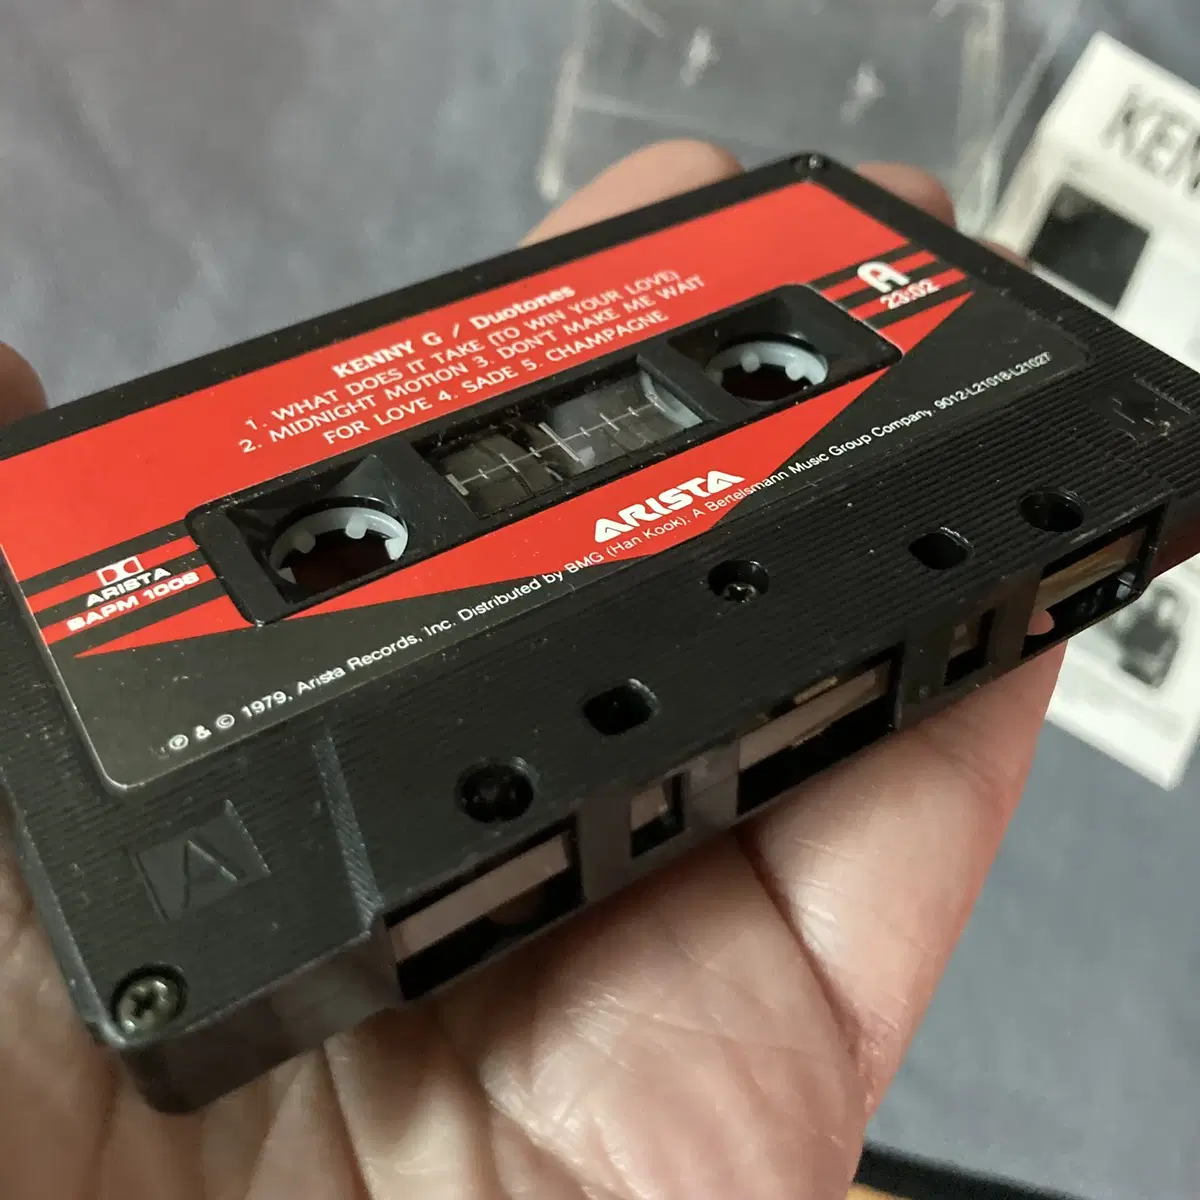 KENNY G / Duotones
1. WHAT DOES IT TAKE (TO WIN YOUR LOVE)
2. MIDNIGHT MOTION 3. DON'T MAKE ME WAIT
FOR LOVE 4. SADE 5. CHAMPAGNE
A
23:02
ARISTA
BAPM 1008
ARISTA
℗ & © 1979, Arista Records, Inc. Distributed by BMG (Han Kook). A Bertelsmann Music Group Company. 9012-L21018-L21027
A
KEN